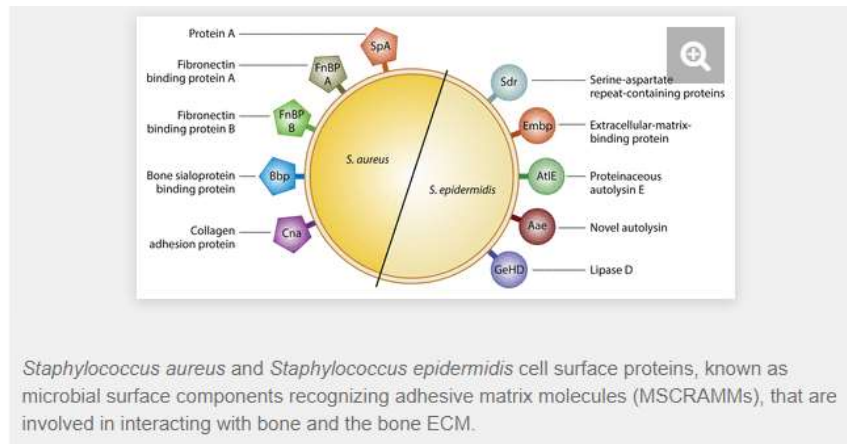 Protein A
SpA
Fibronectin
binding protein A
FnBP
A
Fibronectin
binding protein B
FnBP
B
Bone sialoprotein
binding protein
Bbp
Collagen
adhesion protein
Cna
S. aureus
S. epidermidis
Sdr
Serine-aspartate
repeat-containing proteins
Embp
Extracellular-matrix-
binding protein
AtlE
Proteinaceous
autolysin E
Aae
Novel autolysin
GeHD
Lipase D
Staphylococcus aureus and Staphylococcus epidermidis cell surface proteins, known as
microbial surface components recognizing adhesive matrix molecules (MSCRAMMs), that are
involved in interacting with bone and the bone ECM.